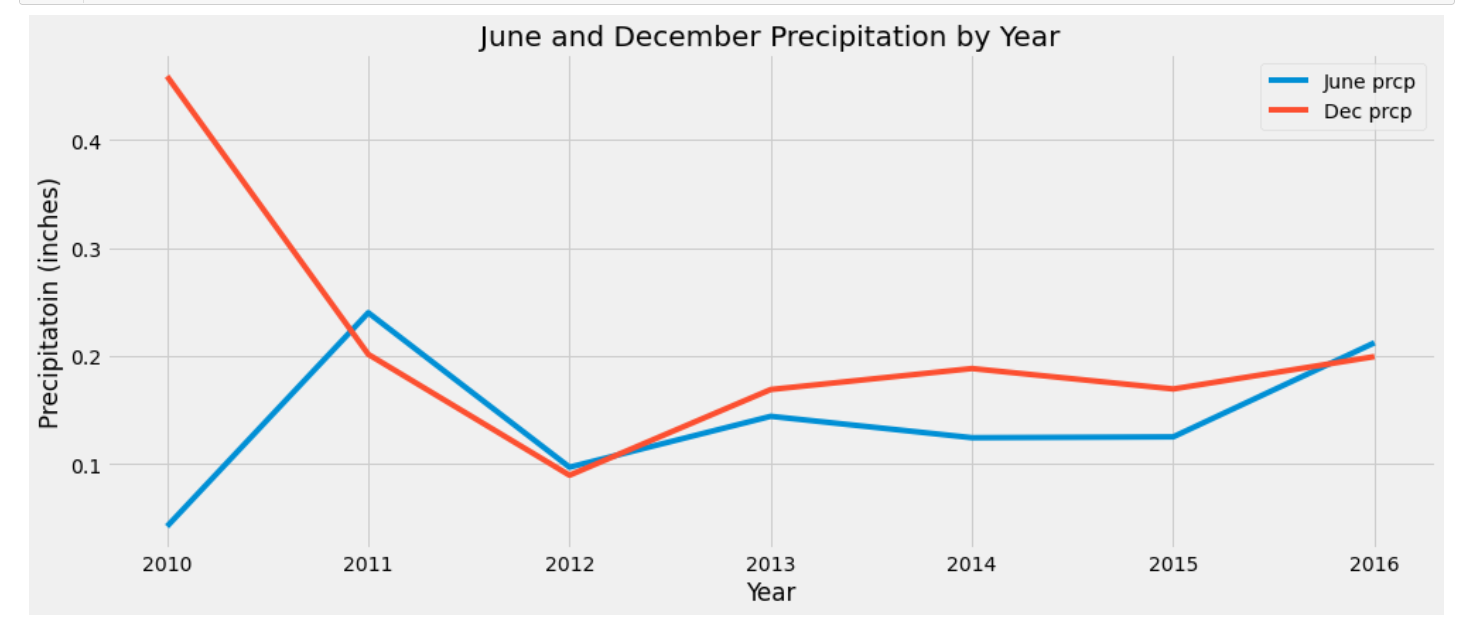 June and December Precipitation by Year
June prcp
Dec prcp
Precipitatoin (inches)
0.4
0.3
0.2
0.1
2010 2011 2012 2013 2014 2015 2016
Year